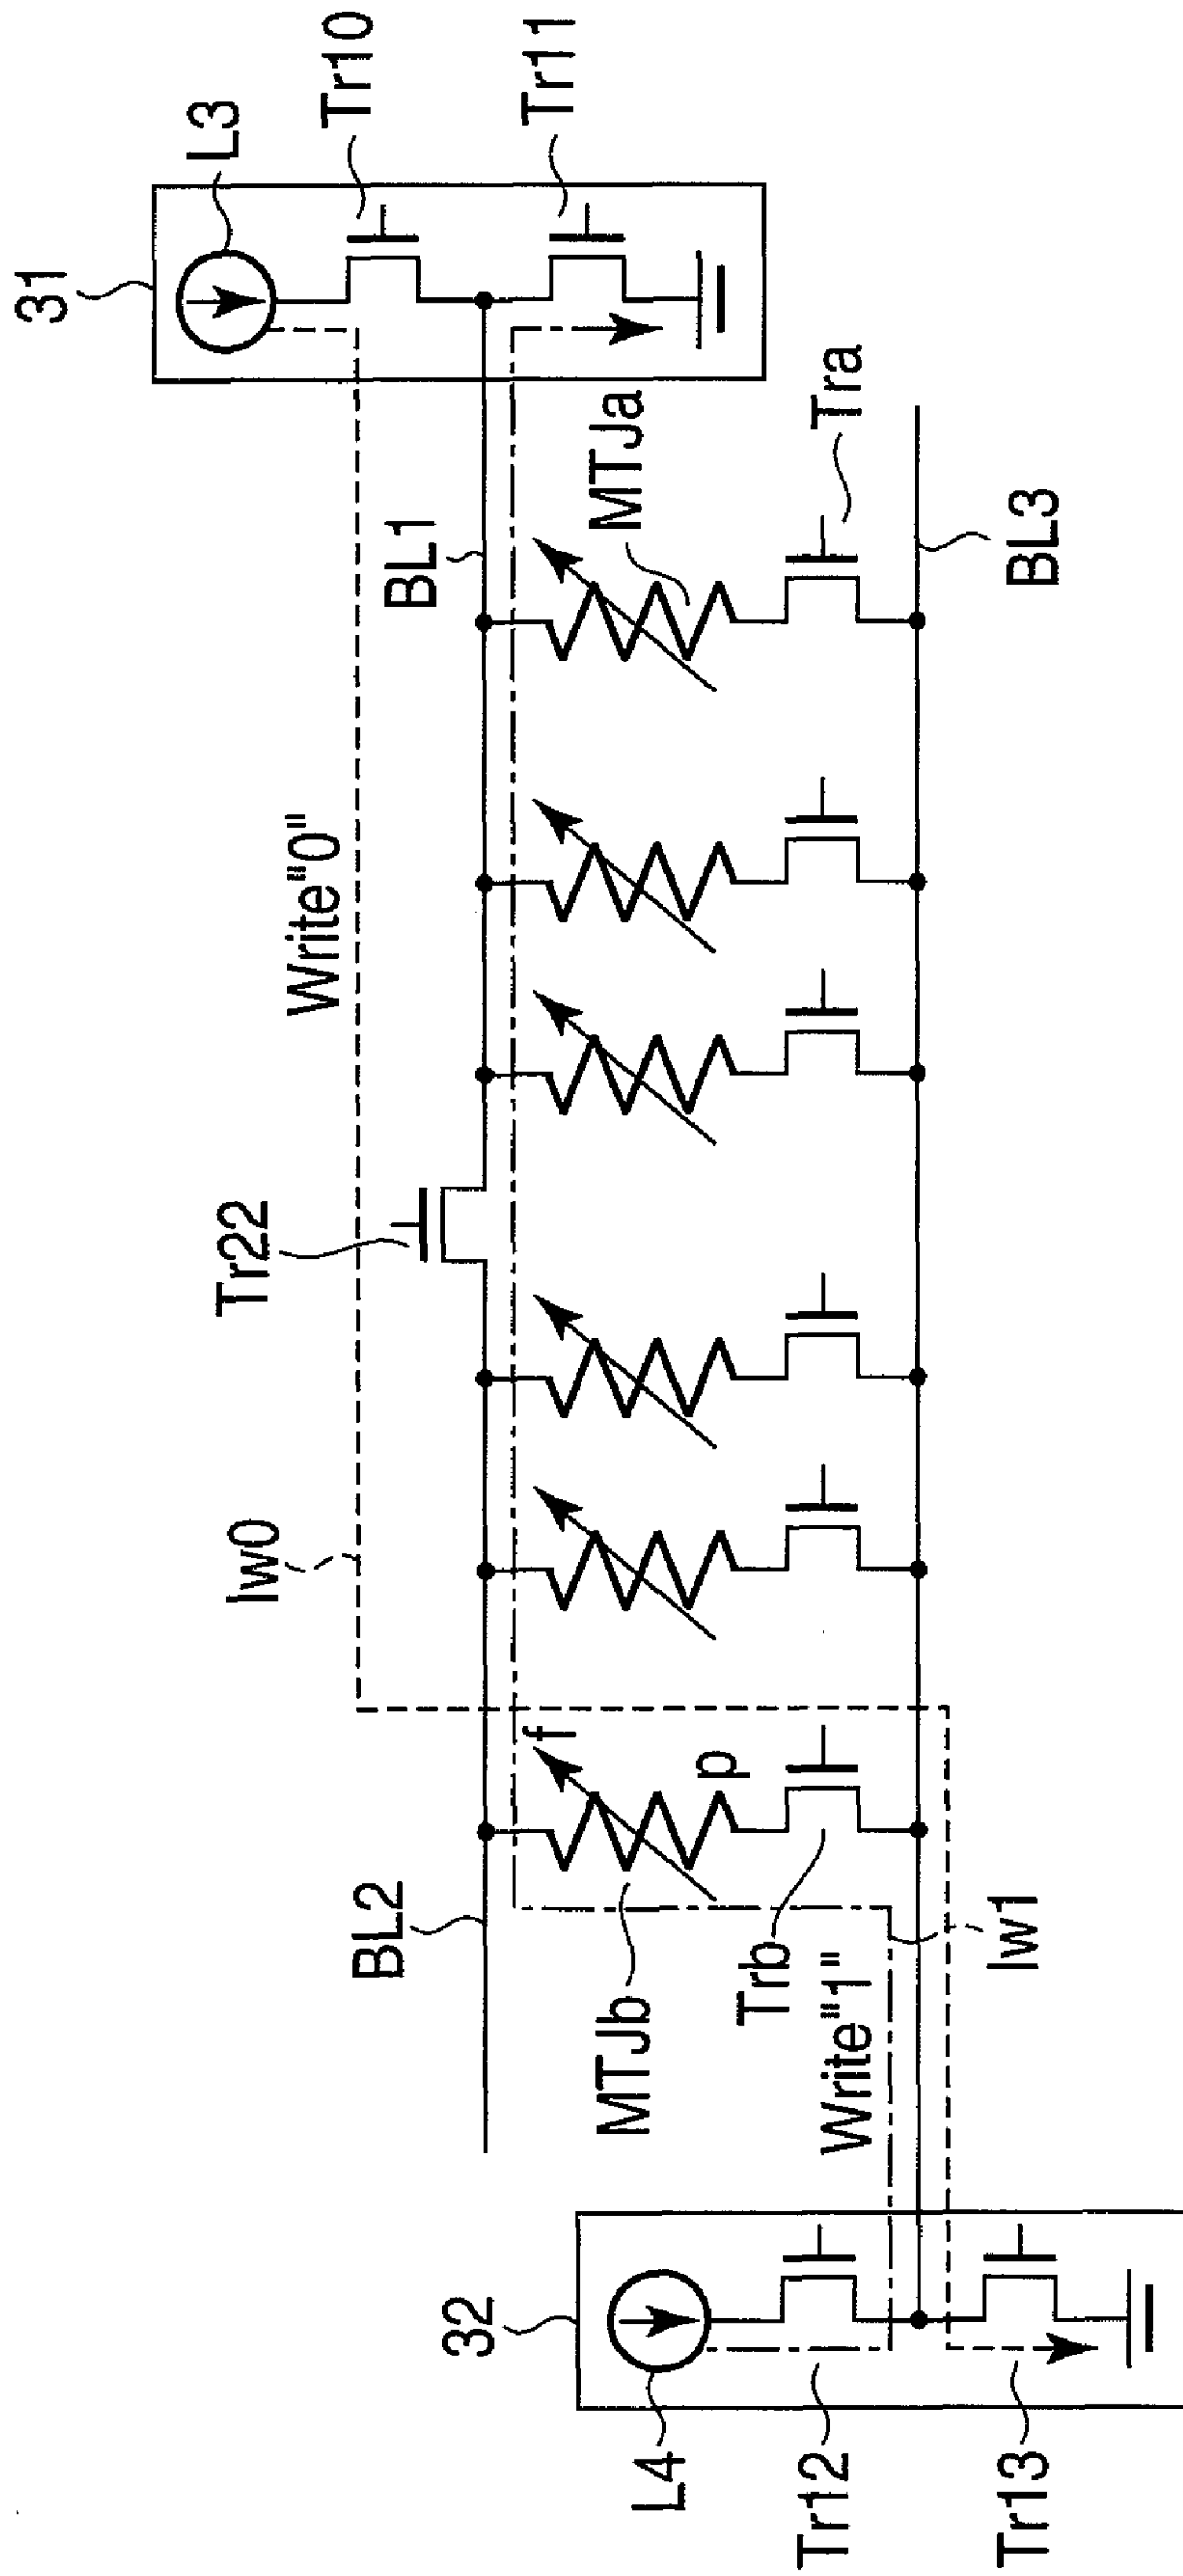 31
L3
Tr10
Tr11
Write"0"
BL1
MTJa
Tra
BL3
Tr22
Iw0
f
p
BL2
MTJb
Trb
Write"1"
Iw1
32
L4
Tr12
Tr13